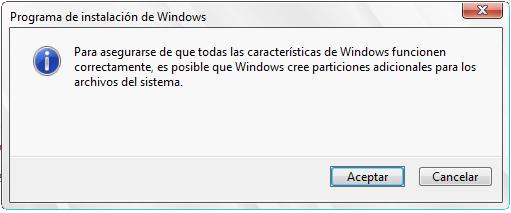 Programa de instalación de Windows
Para asegurarse de que todas las características de Windows funcionen
correctamente, es posible que Windows cree particiones adicionales para los
archivos del sistema.
Aceptar
Cancelar